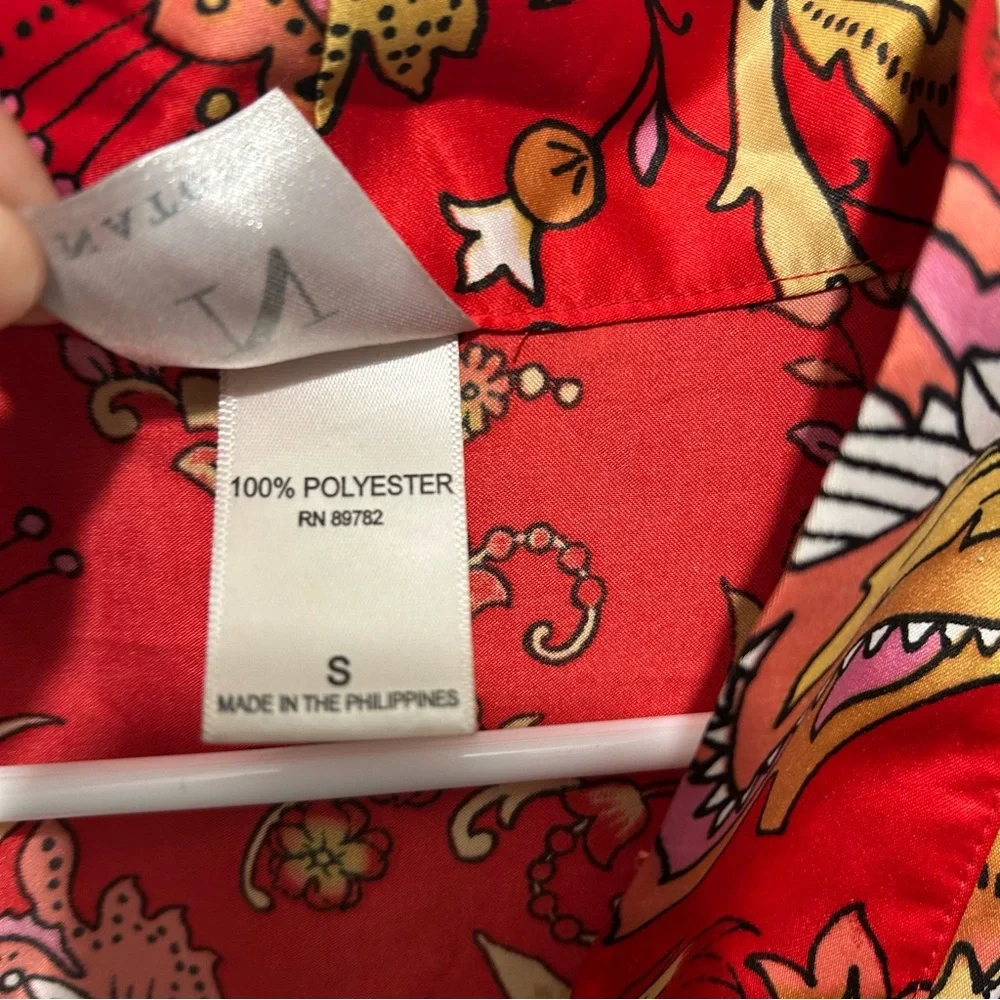 N
100% POLYESTER
RN 89782
S
MADE IN THE PHILIPPINES